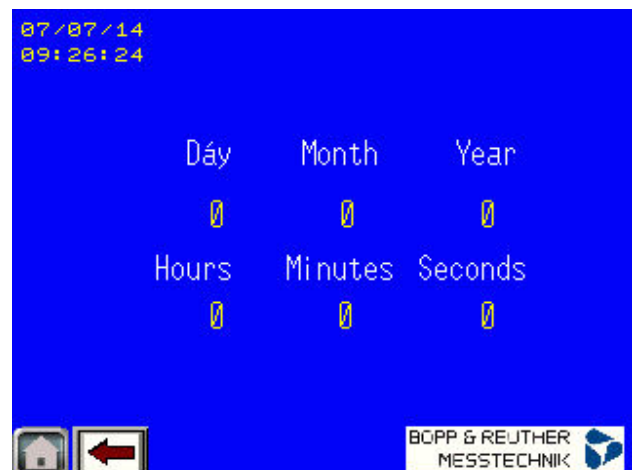 07/07/14
09:26:24
Dáy Month Year
0 0 0
Hours Minutes Seconds
0 0 0
BOPP & REUTHER
MESSTECHNIK